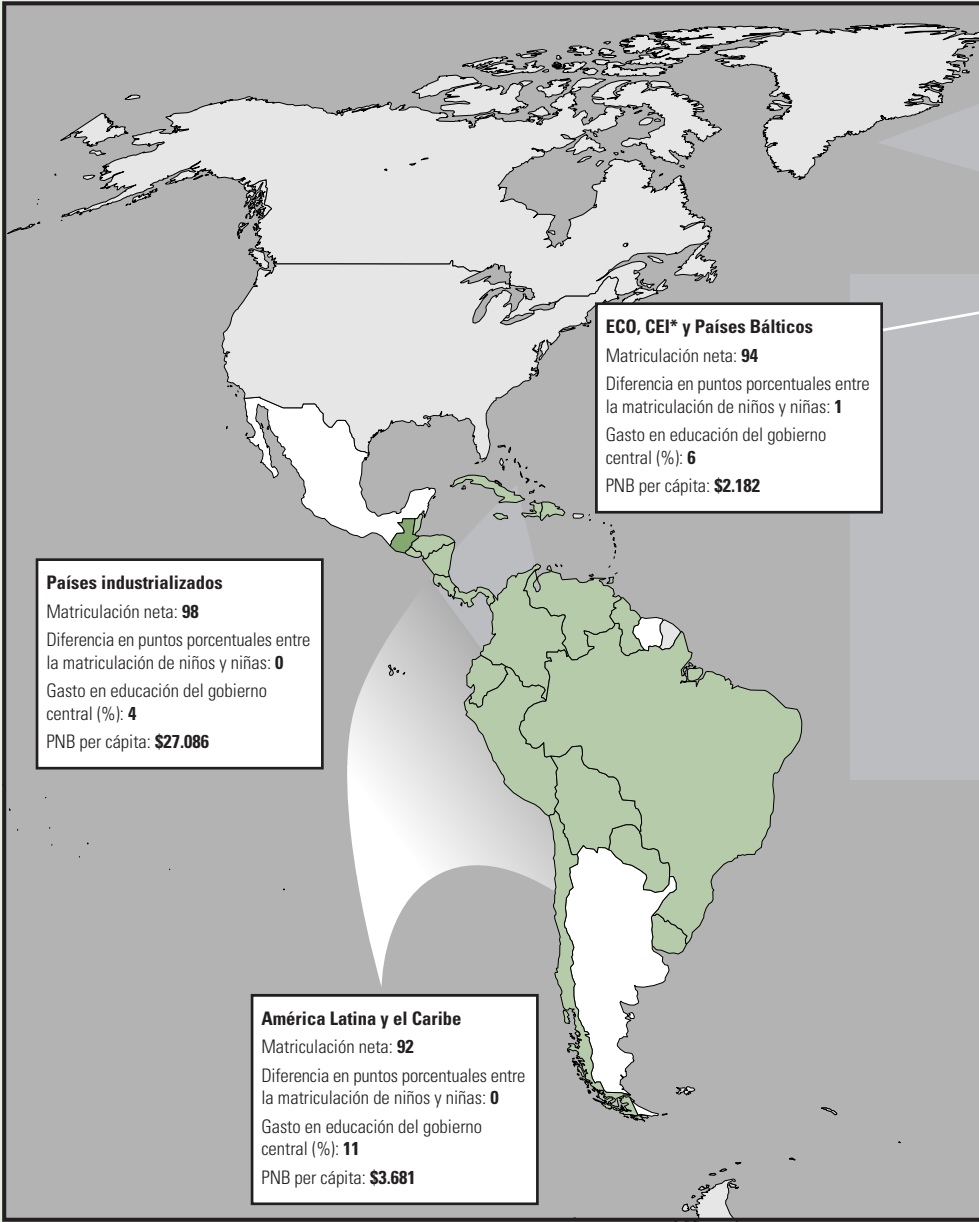 ECO, CEI* y Países Bálticos
Matriculación neta: 94
Diferencia en puntos porcentuales entre
la matriculación de niños y niñas: 1
Gasto en educación del gobierno
central (%): 6
PNB per cápita: $2.182
Países industrializados
Matriculación neta: 98
Diferencia en puntos porcentuales entre
la matriculación de niños y niñas: 0
Gasto en educación del gobierno
central (%): 4
PNB per cápita: $27.086
América Latina y el Caribe
Matriculación neta: 92
Diferencia en puntos porcentuales entre
la matriculación de niños y niñas: 0
Gasto en educación del gobierno
central (%): 11
PNB per cápita: $3.681